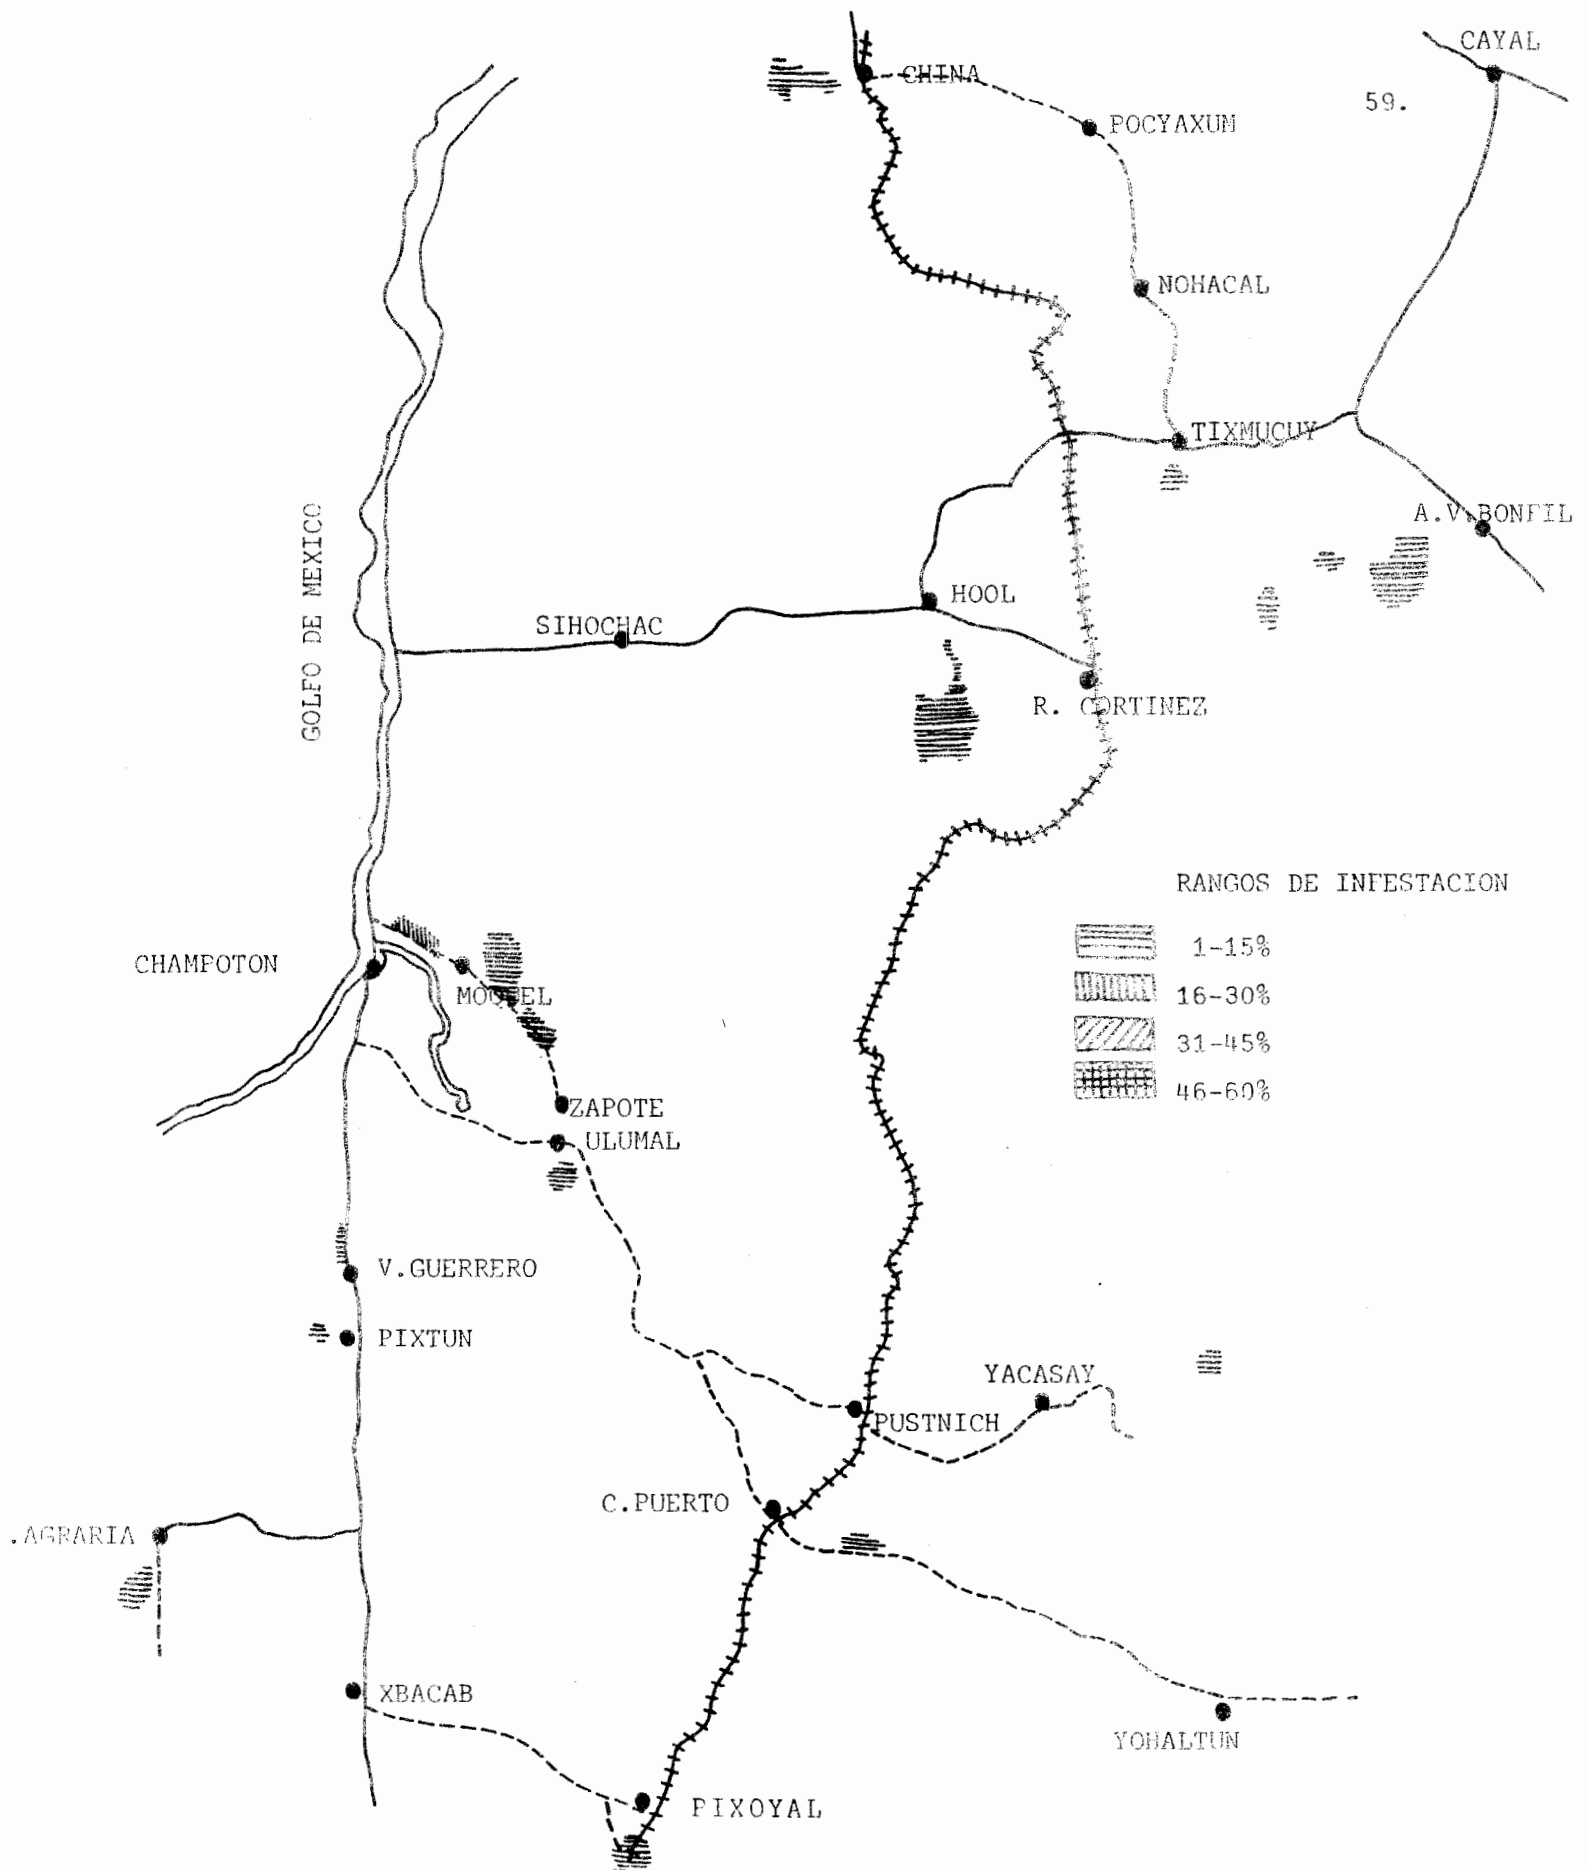 CAYAL
CHINA
59.
POCYAXUM
NOHACAL
TIXMUCUY
A.V.BONFIL
GOLFO DE MEXICO
HOOL
SIHOCHAC
R. CORTINEZ
RANGOS DE INFESTACION
1-15%
16-30%
31-45%
46-60%
CHAMPOTON
MOQUEL
ZAPOTE
ULUMAL
V.GUERRERO
PIXTUN
YACASAY
PUSTNICH
C.PUERTO
.AGRARIA
XBACAB
YOHALTUN
PIXOYAL